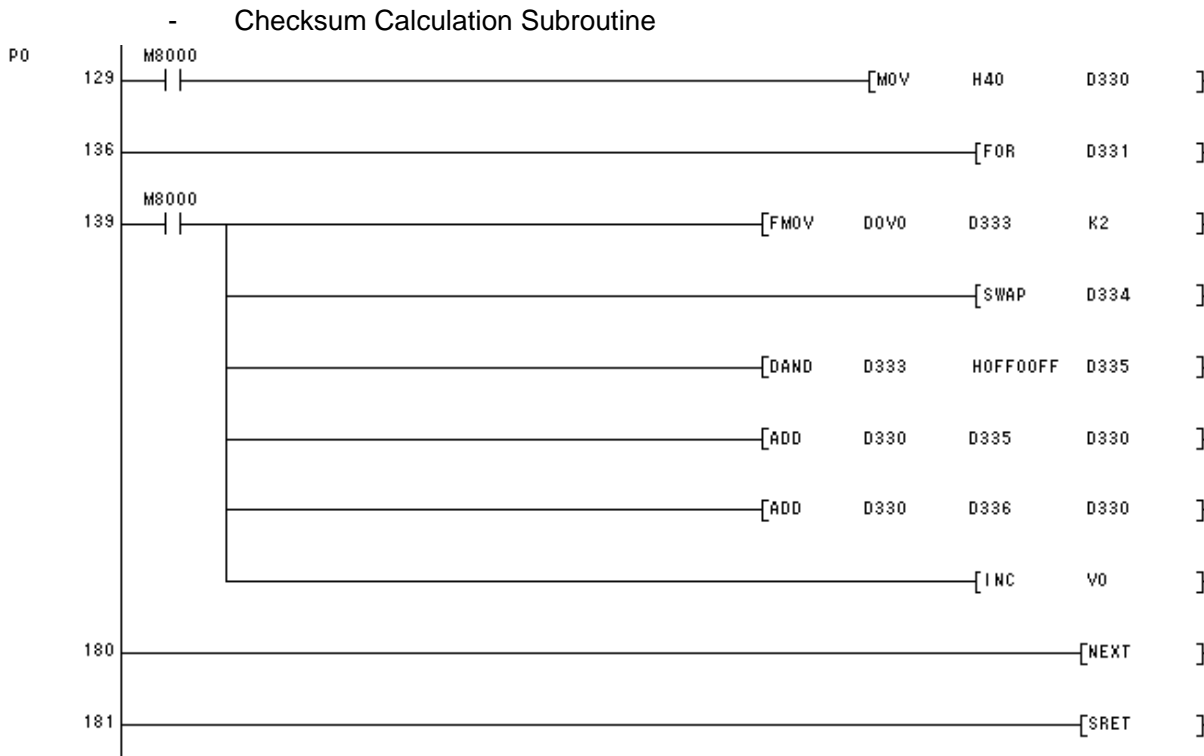 - Checksum Calculation Subroutine
P0
M8000
129 [MOV H40 D330 ]
136 [FOR D331 ]
M8000
139 [FMOV D0V0 D333 K2 ]
[SWAP D334 ]
[DAND D333 H0FF00FF D335 ]
[ADD D330 D335 D330 ]
[ADD D330 D336 D330 ]
[INC V0 ]
180 [NEXT ]
181 [SRET ]